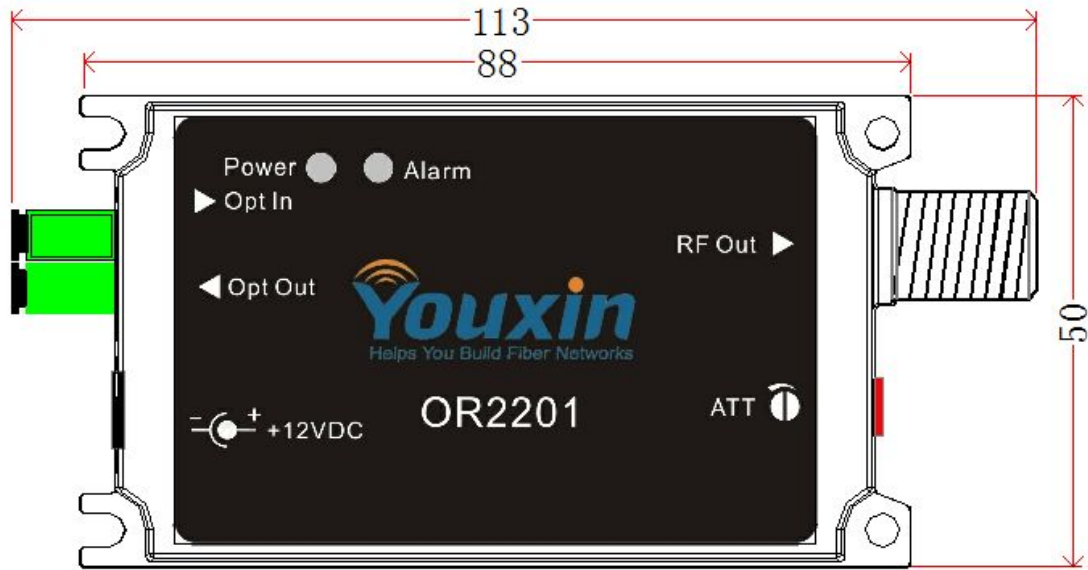 113
88
Power Alarm
Opt In
RF Out
Opt Out
Youxin
Helps You Build Fiber Networks
50
OR2201
ATT
- + +12VDC